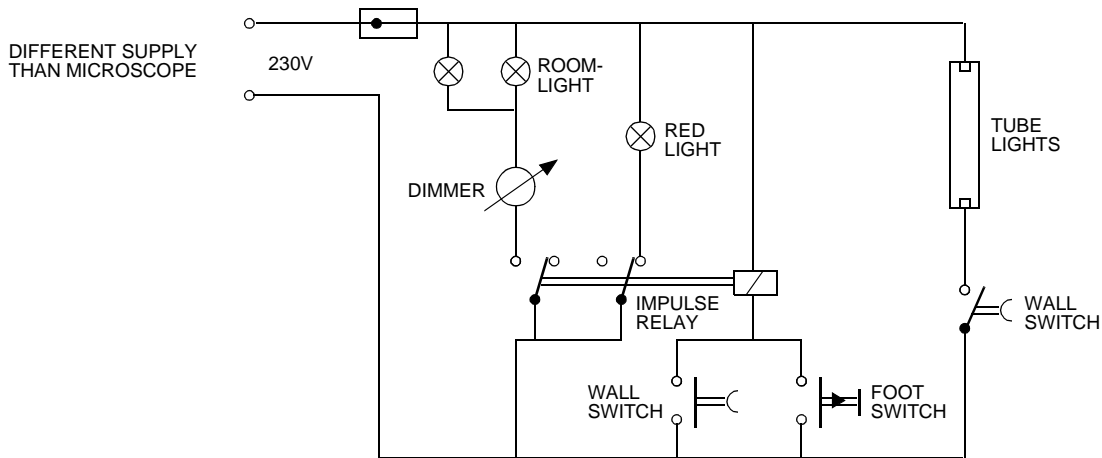 DIFFERENT SUPPLY
THAN MICROSCOPE
230V
ROOM-
LIGHT
RED
LIGHT
DIMMER
TUBE
LIGHTS
IMPULSE
RELAY
WALL
SWITCH
WALL
SWITCH
FOOT
SWITCH